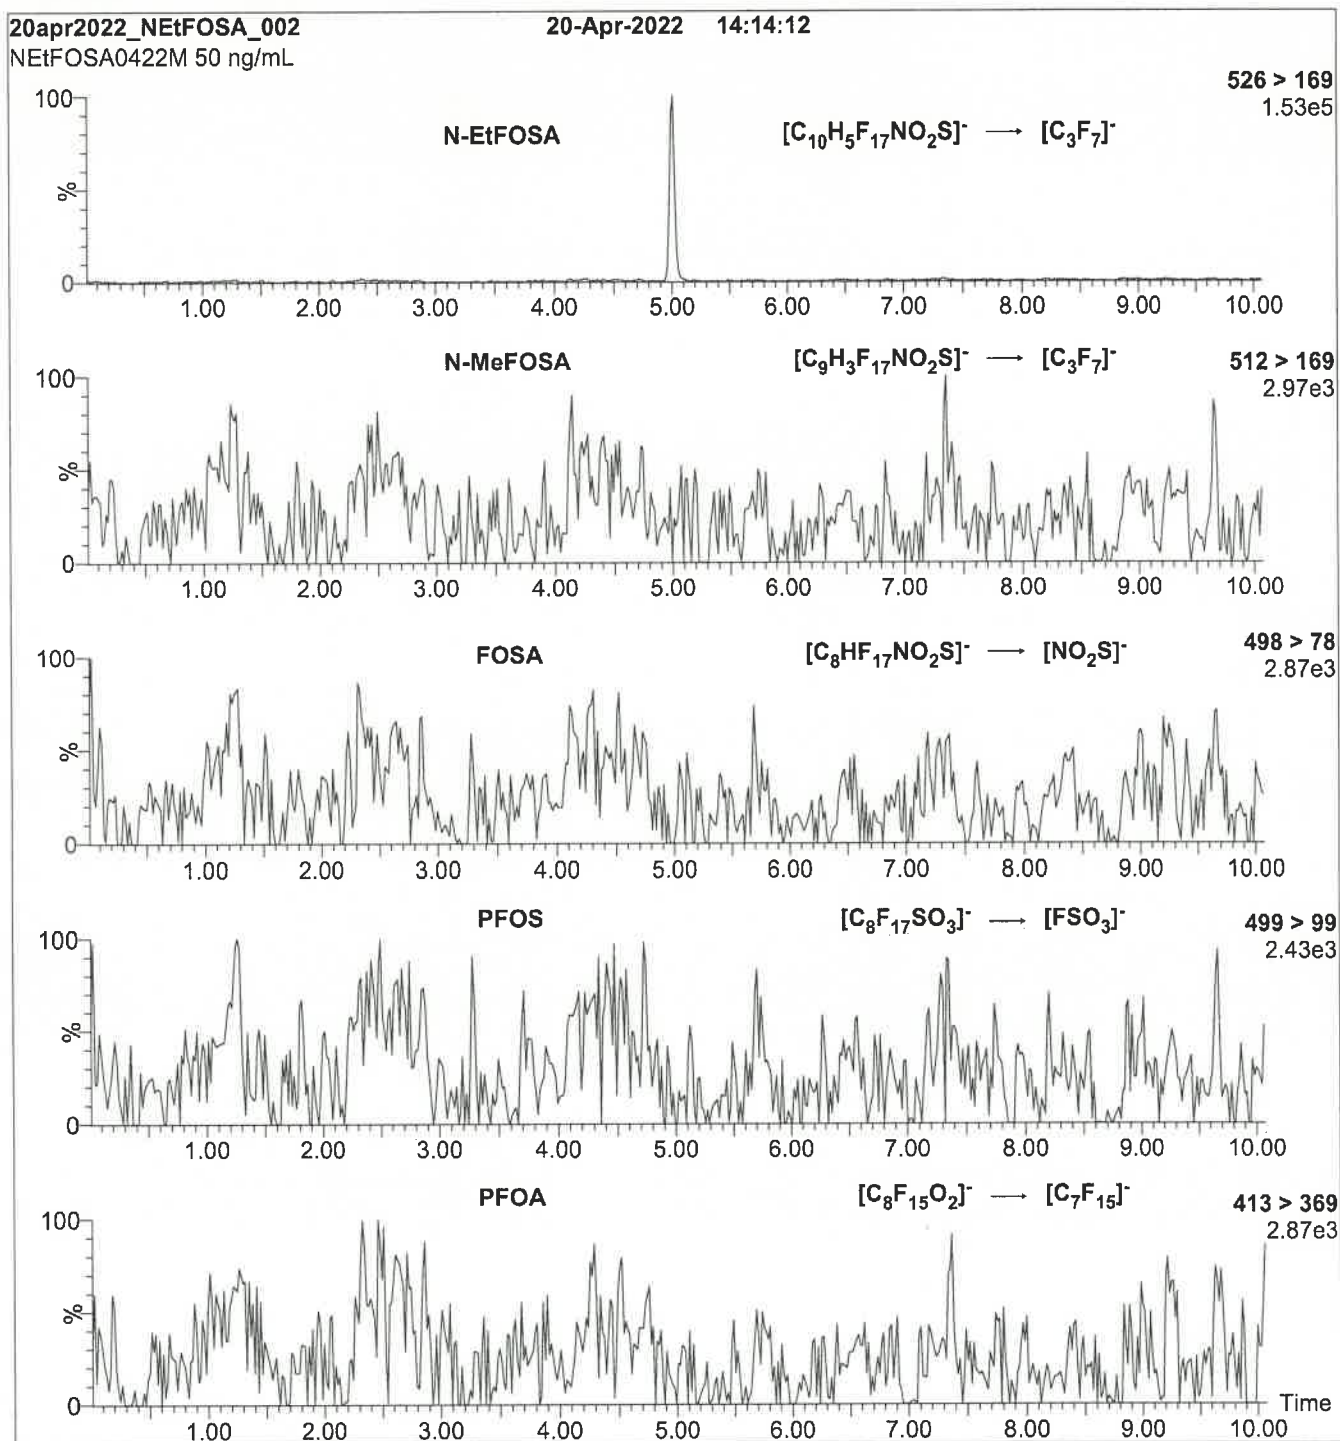 20apr2022_NEtFOSA_002 20-Apr-2022 14:14:12
NEtFOSA0422M 50 ng/mL
526 > 169
1.53e5
N-EtFOSA [C10H5F17NO2S]- → [C3F7]-
100
%
0
1.00 2.00 3.00 4.00 5.00 6.00 7.00 8.00 9.00 10.00
N-MeFOSA [C9H3F17NO2S]- → [C3F7]- 512 > 169
2.97e3
100
%
0
1.00 2.00 3.00 4.00 5.00 6.00 7.00 8.00 9.00 10.00
FOSA [C8HF17NO2S]- → [NO2S]- 498 > 78
2.87e3
100
%
0
1.00 2.00 3.00 4.00 5.00 6.00 7.00 8.00 9.00 10.00
PFOS [C8F17SO3]- → [FSO3]- 499 > 99
2.43e3
100
%
0
1.00 2.00 3.00 4.00 5.00 6.00 7.00 8.00 9.00 10.00
PFOA [C8F15O2]- → [C7F15]- 413 > 369
2.87e3
100
%
0
Time
1.00 2.00 3.00 4.00 5.00 6.00 7.00 8.00 9.00 10.00